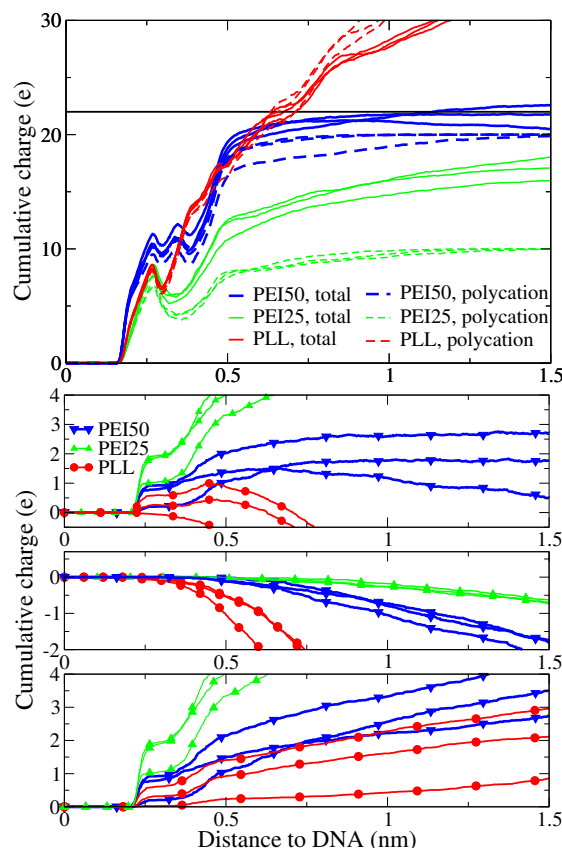 30
20
10
0
Cumulative charge (e)
PEI50, total
PEI25, total
PLL, total
PEI50, polycation
PEI25, polycation
PLL, polycation
0 0.5 1 1.5
4
3
2
1
0
PEI50
PEI25
PLL
0 0.5 1 1.5
Cumulative charge (e)
0
-1
-2
0 0.5 1 1.5
4
3
2
1
0
0 0.5 1 1.5
Distance to DNA (nm)